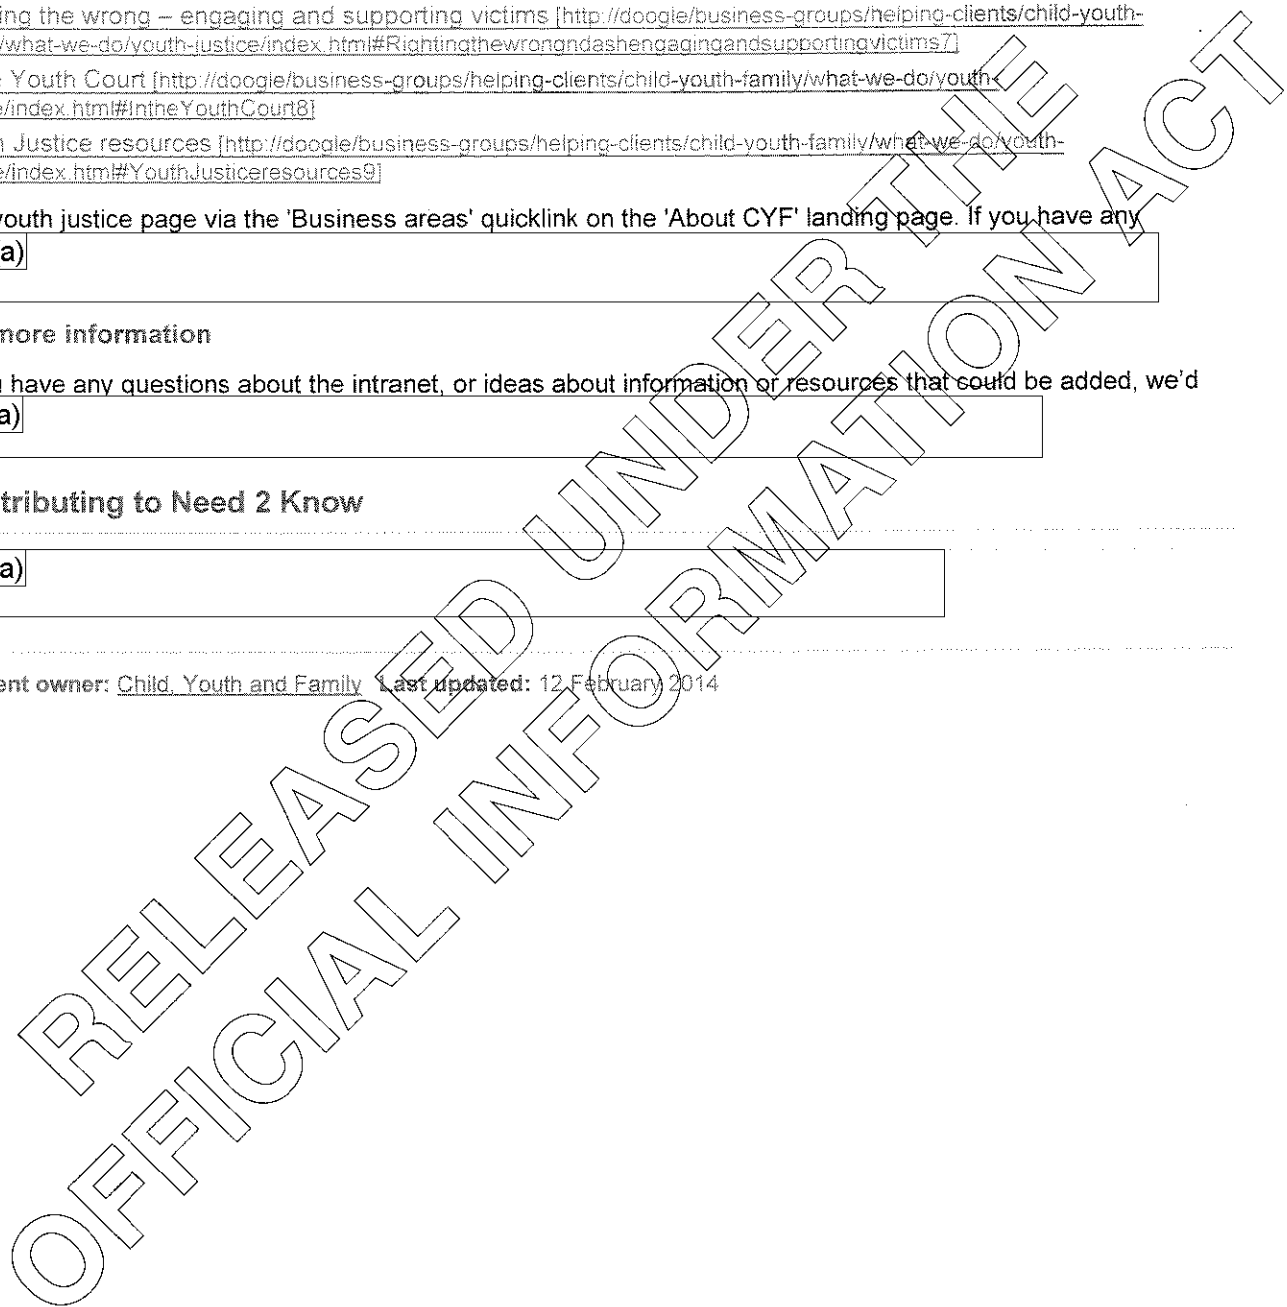 ing the wrong – engaging and supporting victims [http://doogle/business-groups/helping-clients/child-youth-
/what-we-do/youth-justice/index.html#Rightingthewrongndashengagingandsupportingvictims7]
Youth Court [http://doogle/business-groups/helping-clients/child-youth-family/what-we-do/youth-
e/index.html#IntheYouthCourt8]
n Justice resources [http://doogle/business-groups/helping-clients/child-youth-family/what-we-do/youth-
e/index.html#YouthJusticeresources9]
youth justice page via the 'Business areas' quicklink on the 'About CYF' landing page. If you have any
a)
more information
have any questions about the intranet, or ideas about information or resources that could be added, we'd
a)
tributing to Need 2 Know
a)
ent owner: Child, Youth and Family Last updated: 12 February 2014
RELEASED UNDER THE
OFFICIAL INFORMATION ACT